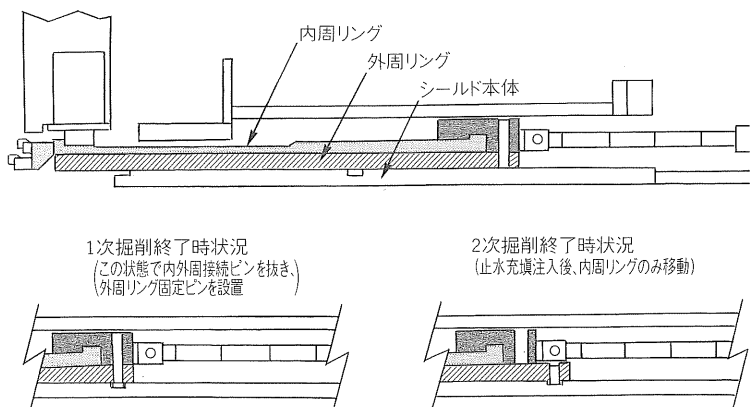 内周リング
外周リング
シールド本体
1次掘削終了時状況
(この状態で内外周接続ピンを抜き、
外周リング固定ピンを設置)
2次掘削終了時状況
(止水充塡注入後、内周リングのみ移動)